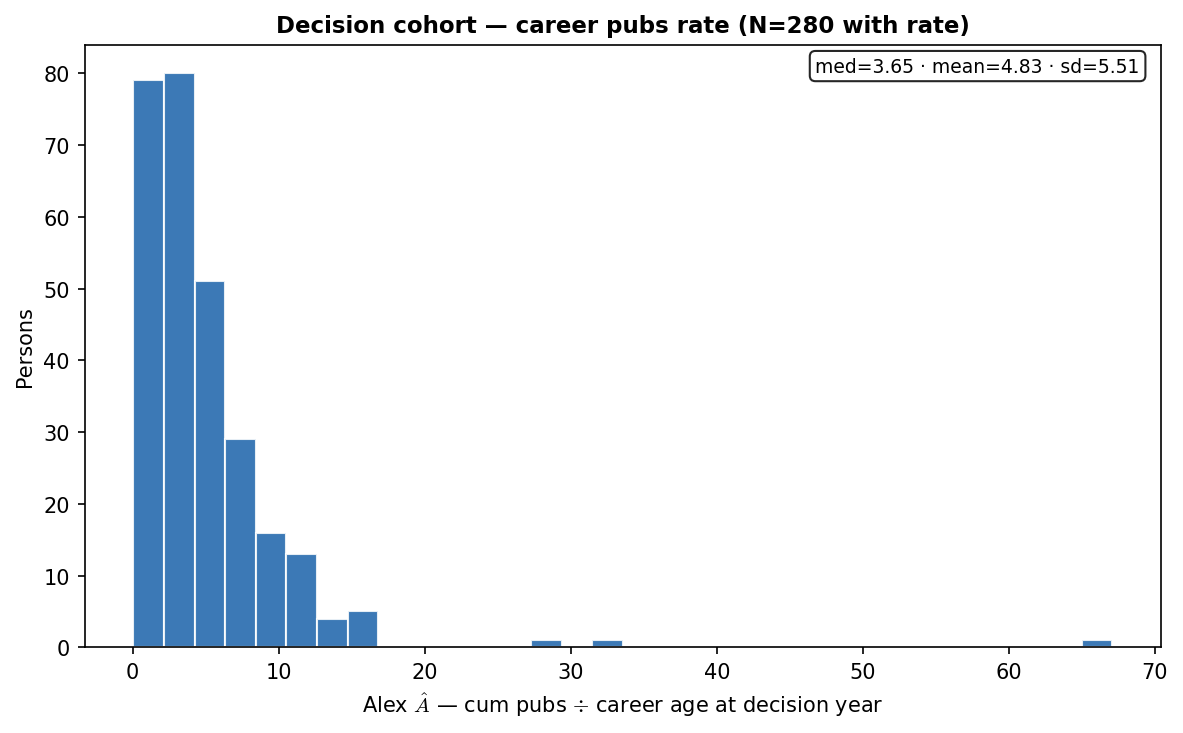 Decision cohort — career pubs rate (N=280 with rate)
med=3.65 · mean=4.83 · sd=5.51
80
70
60
50
40
30
20
10
0
Persons
0 10 20 30 40 50 60 70
Alex Â — cum pubs ÷ career age at decision year